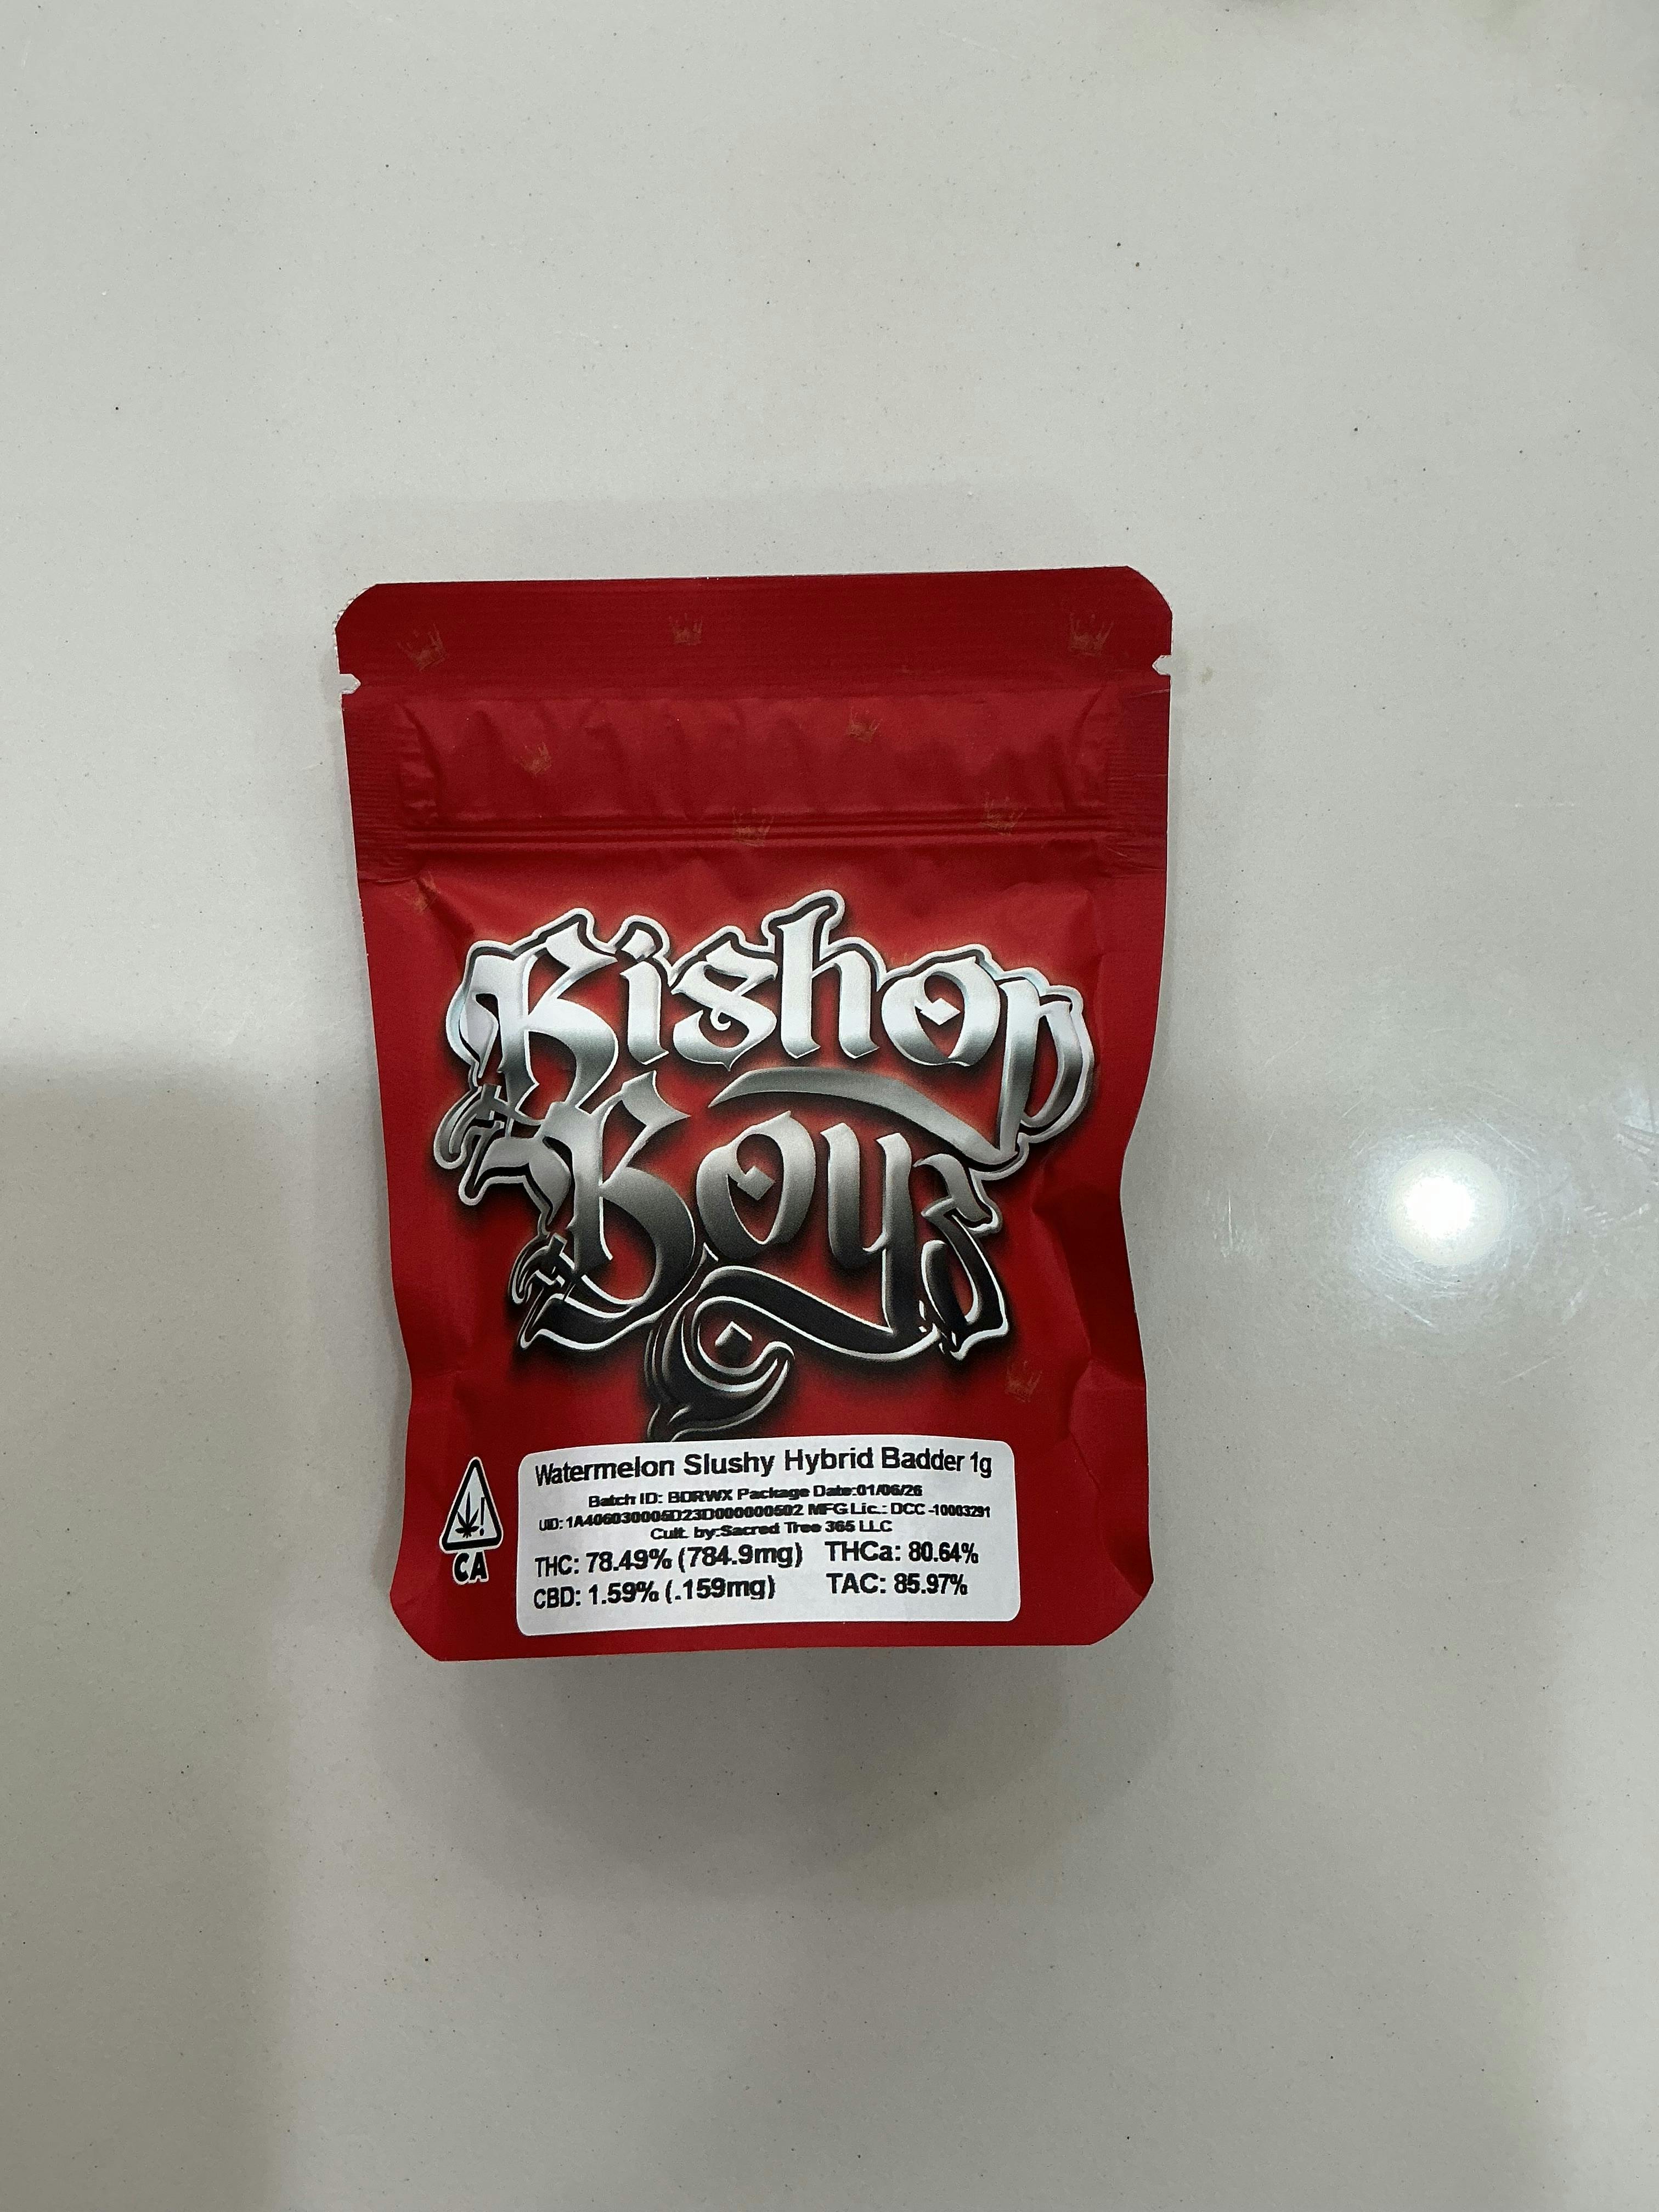 Bishop
Boys
Watermelon Slushy Hybrid Badder 1g
Batch ID: BDRWX Package Date:01/06/26
UID: 1A406030005D23D000000502 MFG Lic.: DCC -10003291
Cult. by:Sacred Tree 365 LLC
THC: 78.49% (784.9mg) THCa: 80.64%
CBD: 1.59% (.159mg) TAC: 85.97%
CA